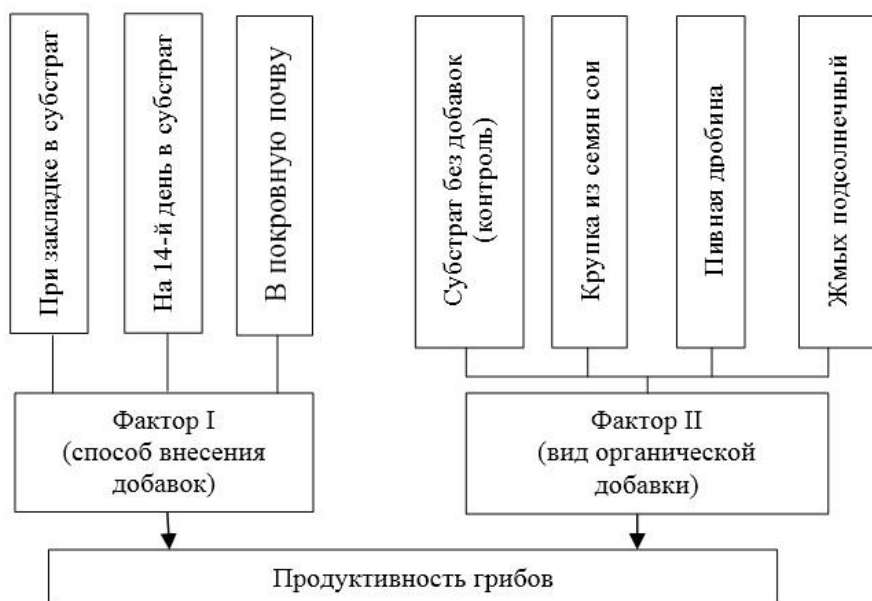 При закладке в субстрат
На 14-й день в субстрат
В покровную почву
Субстрат без добавок
(контроль)
Крупка из семян сои
Пивная дробина
Жмых подсолнечный
Фактор I
(способ внесения
добавок)
Фактор II
(вид органической
добавки)
Продуктивность грибов